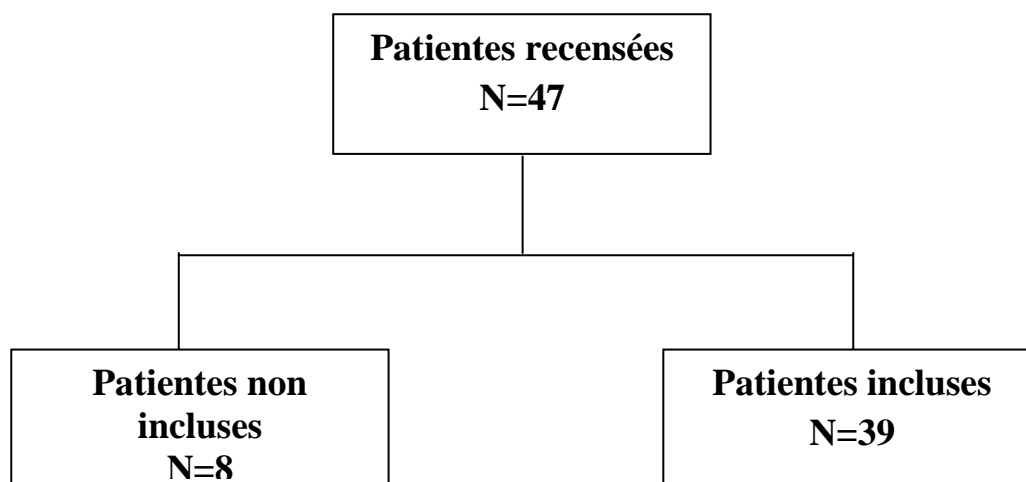 Patientes recensées
N=47
Patientes non
incluses
N=8
Patientes incluses
N=39